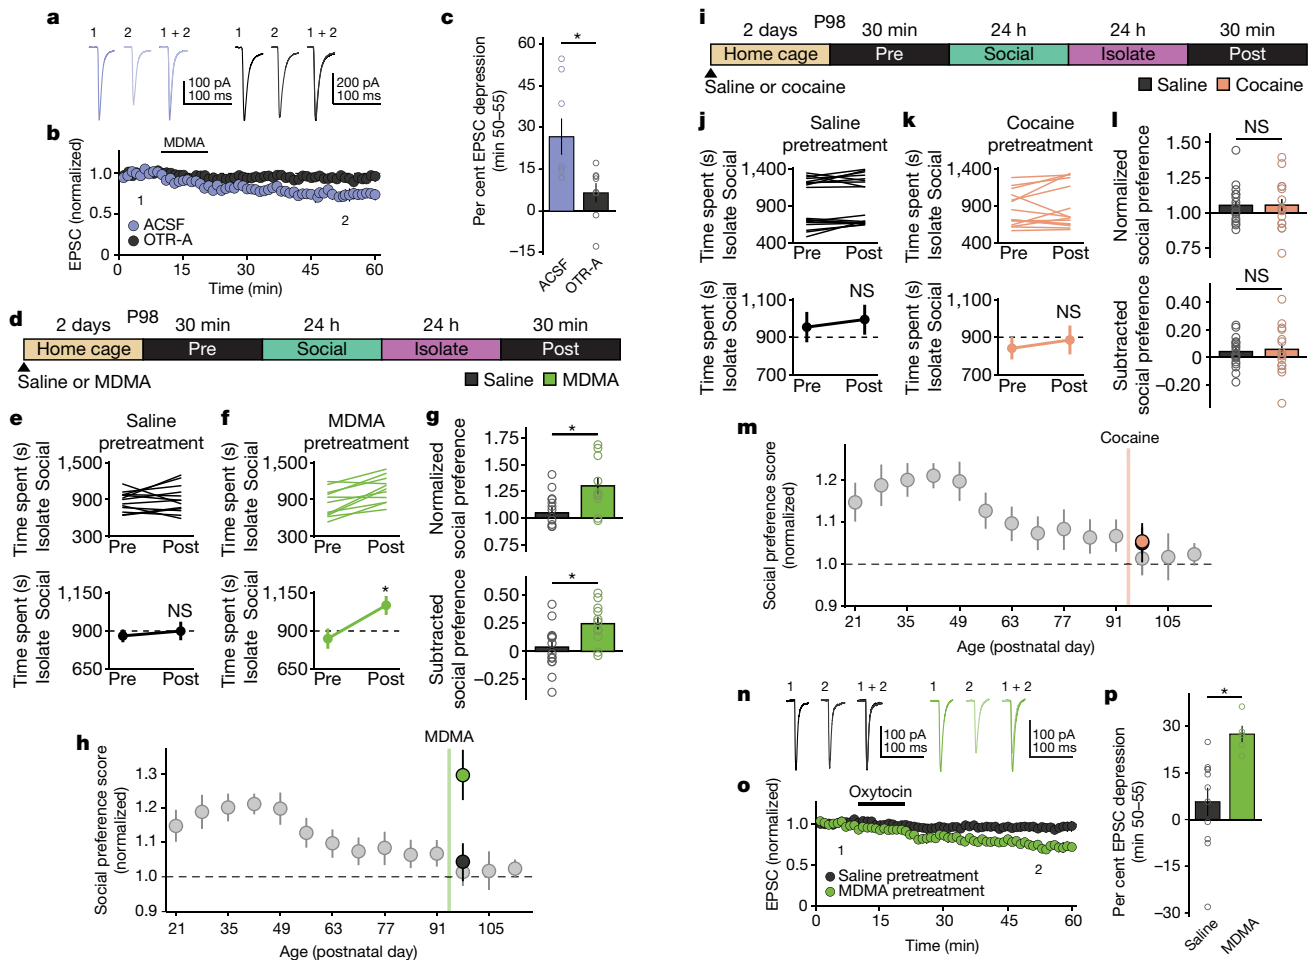 a
1 2 1 + 2
1 2 1 + 2
100 pA
100 ms
200 pA
100 ms
b
MDMA
EPSC (normalized)
1.0
0.5
0
1
2
ACSF
OTR-A
0 15 30 45 60
Time (min)
c
*
Per cent EPSC depression
(min 50–55)
60
45
30
15
0
−15
ACSF
OTR-A
d
2 days P98 30 min 24 h 24 h 30 min
Home cage Pre Social Isolate Post
Saline or MDMA
Saline MDMA
e
Saline
pretreatment
Time spent (s)
Isolate Social
1,500
900
300
Pre Post
Time spent (s)
Isolate Social
1,150
900
650
NS
Pre Post
f
MDMA
pretreatment
Time spent (s)
Isolate Social
1,500
900
300
Pre Post
Time spent (s)
Isolate Social
1,150
900
650
*
Pre Post
g
Normalized
social preference
1.75
1.50
1.25
1.00
0.75
*
Subtracted
social preference
0.50
0.25
0
−0.25
*
h
MDMA
Social preference score
(normalized)
1.3
1.2
1.1
1.0
0.9
21 35 49 63 77 91 105
Age (postnatal day)
i
2 days P98 30 min 24 h 24 h 30 min
Home cage Pre Social Isolate Post
Saline or cocaine
Saline Cocaine
j
Saline
pretreatment
Time spent (s)
Isolate Social
1,400
900
400
Pre Post
Time spent (s)
Isolate Social
1,100
900
700
NS
Pre Post
k
Cocaine
pretreatment
Time spent (s)
Isolate Social
1,400
900
400
Pre Post
Time spent (s)
Isolate Social
1,100
900
700
NS
Pre Post
l
Normalized
social preference
1.50
1.25
1.00
0.75
NS
Subtracted
social preference
0.40
0.20
0
−0.20
NS
m
Cocaine
Social preference score
(normalized)
1.2
1.1
1.0
0.9
21 35 49 63 77 91 105
Age (postnatal day)
n
1 2 1 + 2
1 2 1 + 2
100 pA
100 ms
100 pA
100 ms
o
Oxytocin
EPSC (normalized)
1.0
0.5
0
1
2
Saline pretreatment
MDMA pretreatment
0 15 30 45 60
Time (min)
p
*
Per cent EPSC depression
(min 50–55)
30
15
0
−15
−30
Saline
MDMA